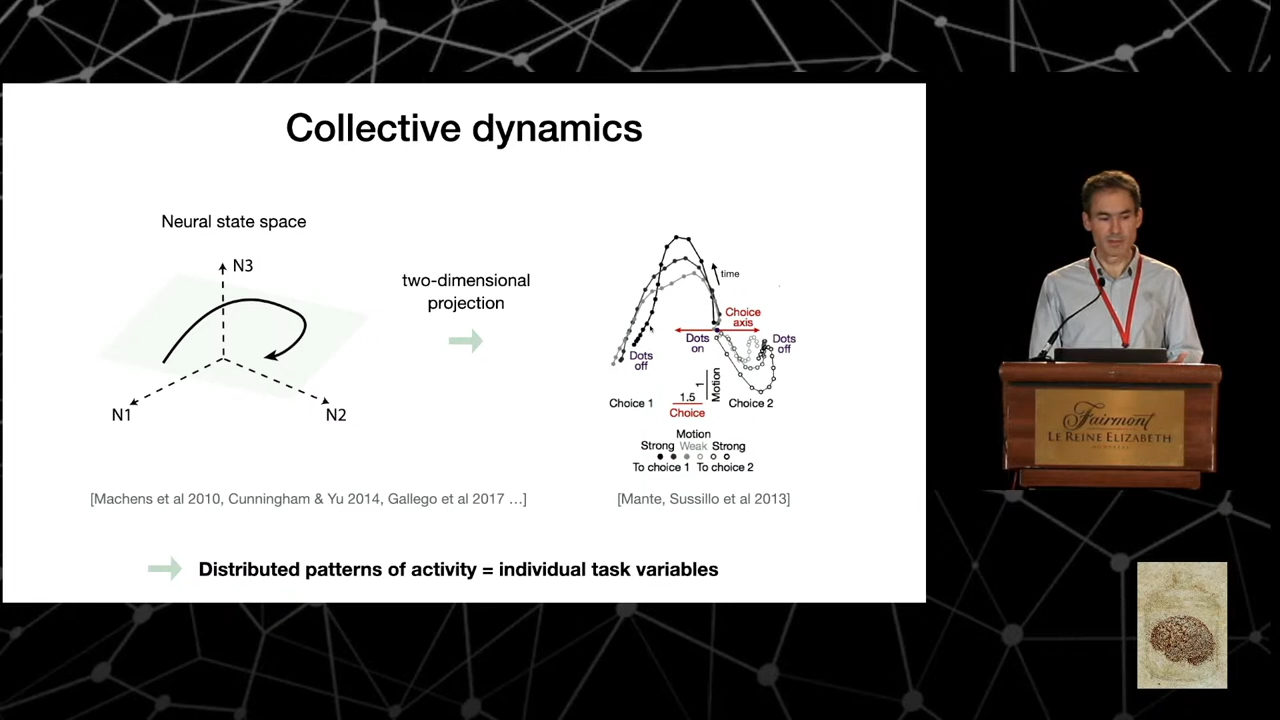 Collective dynamics
Neural state space
N3
N1
N2
two-dimensional
projection
time
Choice
axis
Dots
on
Dots
off
Dots
off
1
Motion
1.5
Choice
Choice 1
Choice 2
Motion
Strong Weak Strong
To choice 1 To choice 2
[Machens et al 2010, Cunningham & Yu 2014, Gallego et al 2017 ...]
[Mante, Sussillo et al 2013]
Distributed patterns of activity = individual task variables
Fairmont
LE REINE ELIZABETH